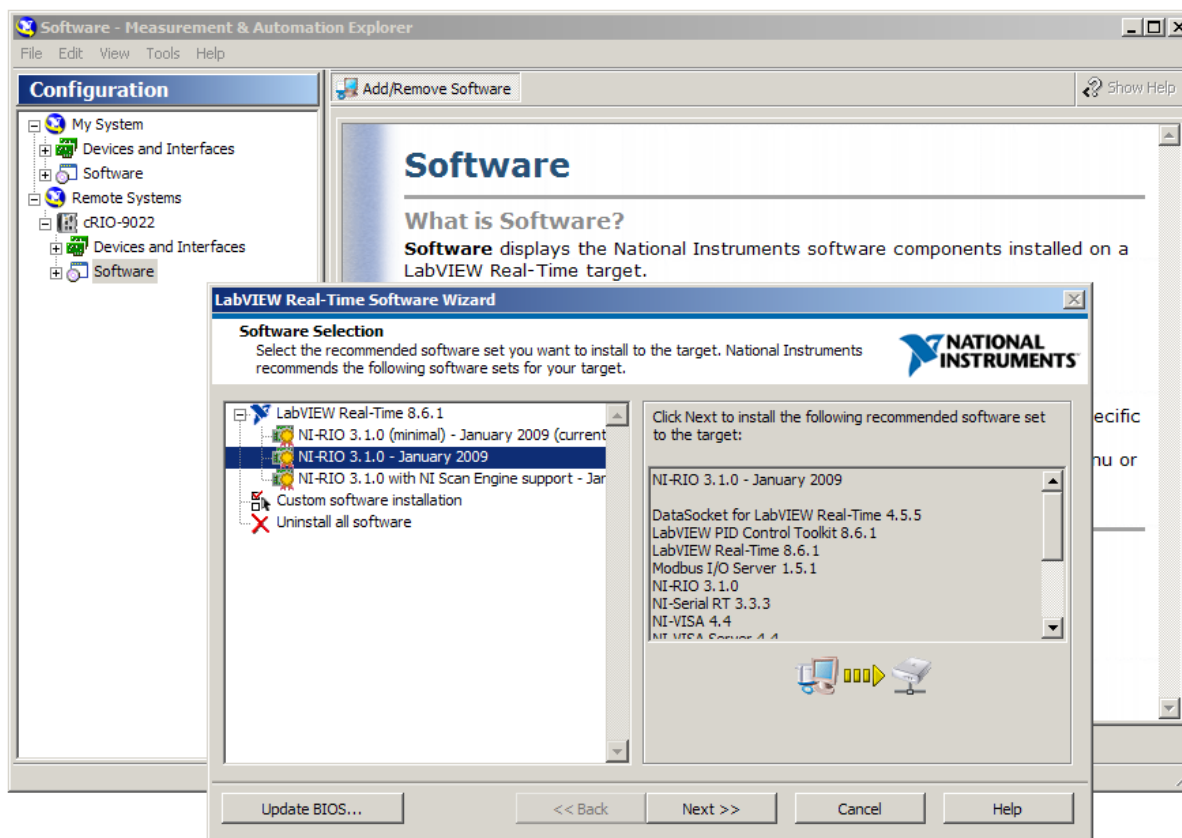 Software - Measurement & Automation Explorer
File Edit View Tools Help
Configuration
Add/Remove Software
Show Help
My System
Devices and Interfaces
Software
Remote Systems
cRIO-9022
Devices and Interfaces
Software
Software
What is Software?
Software displays the National Instruments software components installed on a
LabVIEW Real-Time target.
ecific
nu or
LabVIEW Real-Time Software Wizard
Software Selection
Select the recommended software set you want to install to the target. National Instruments
recommends the following software sets for your target.
NATIONAL
INSTRUMENTS
LabVIEW Real-Time 8.6.1
NI-RIO 3.1.0 (minimal) - January 2009 (current
NI-RIO 3.1.0 - January 2009
NI-RIO 3.1.0 with NI Scan Engine support - Jar
Custom software installation
Uninstall all software
Click Next to install the following recommended software set
to the target:
NI-RIO 3.1.0 - January 2009
DataSocket for LabVIEW Real-Time 4.5.5
LabVIEW PID Control Toolkit 8.6.1
LabVIEW Real-Time 8.6.1
Modbus I/O Server 1.5.1
NI-RIO 3.1.0
NI-Serial RT 3.3.3
NI-VISA 4.4
NI-VISA Server 4.4
Update BIOS...
<< Back
Next >>
Cancel
Help